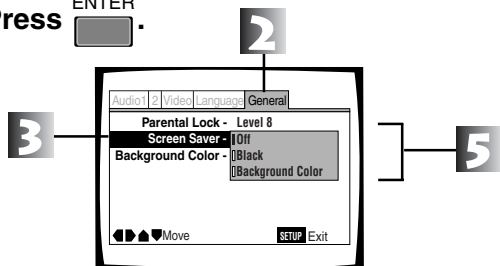 ENTER
Press .
2
Audio1 2 Video Language General
Parental Lock - Level 8
3
Screen Saver - Off
5
Background Color - Black
Background Color
Move SETUP Exit